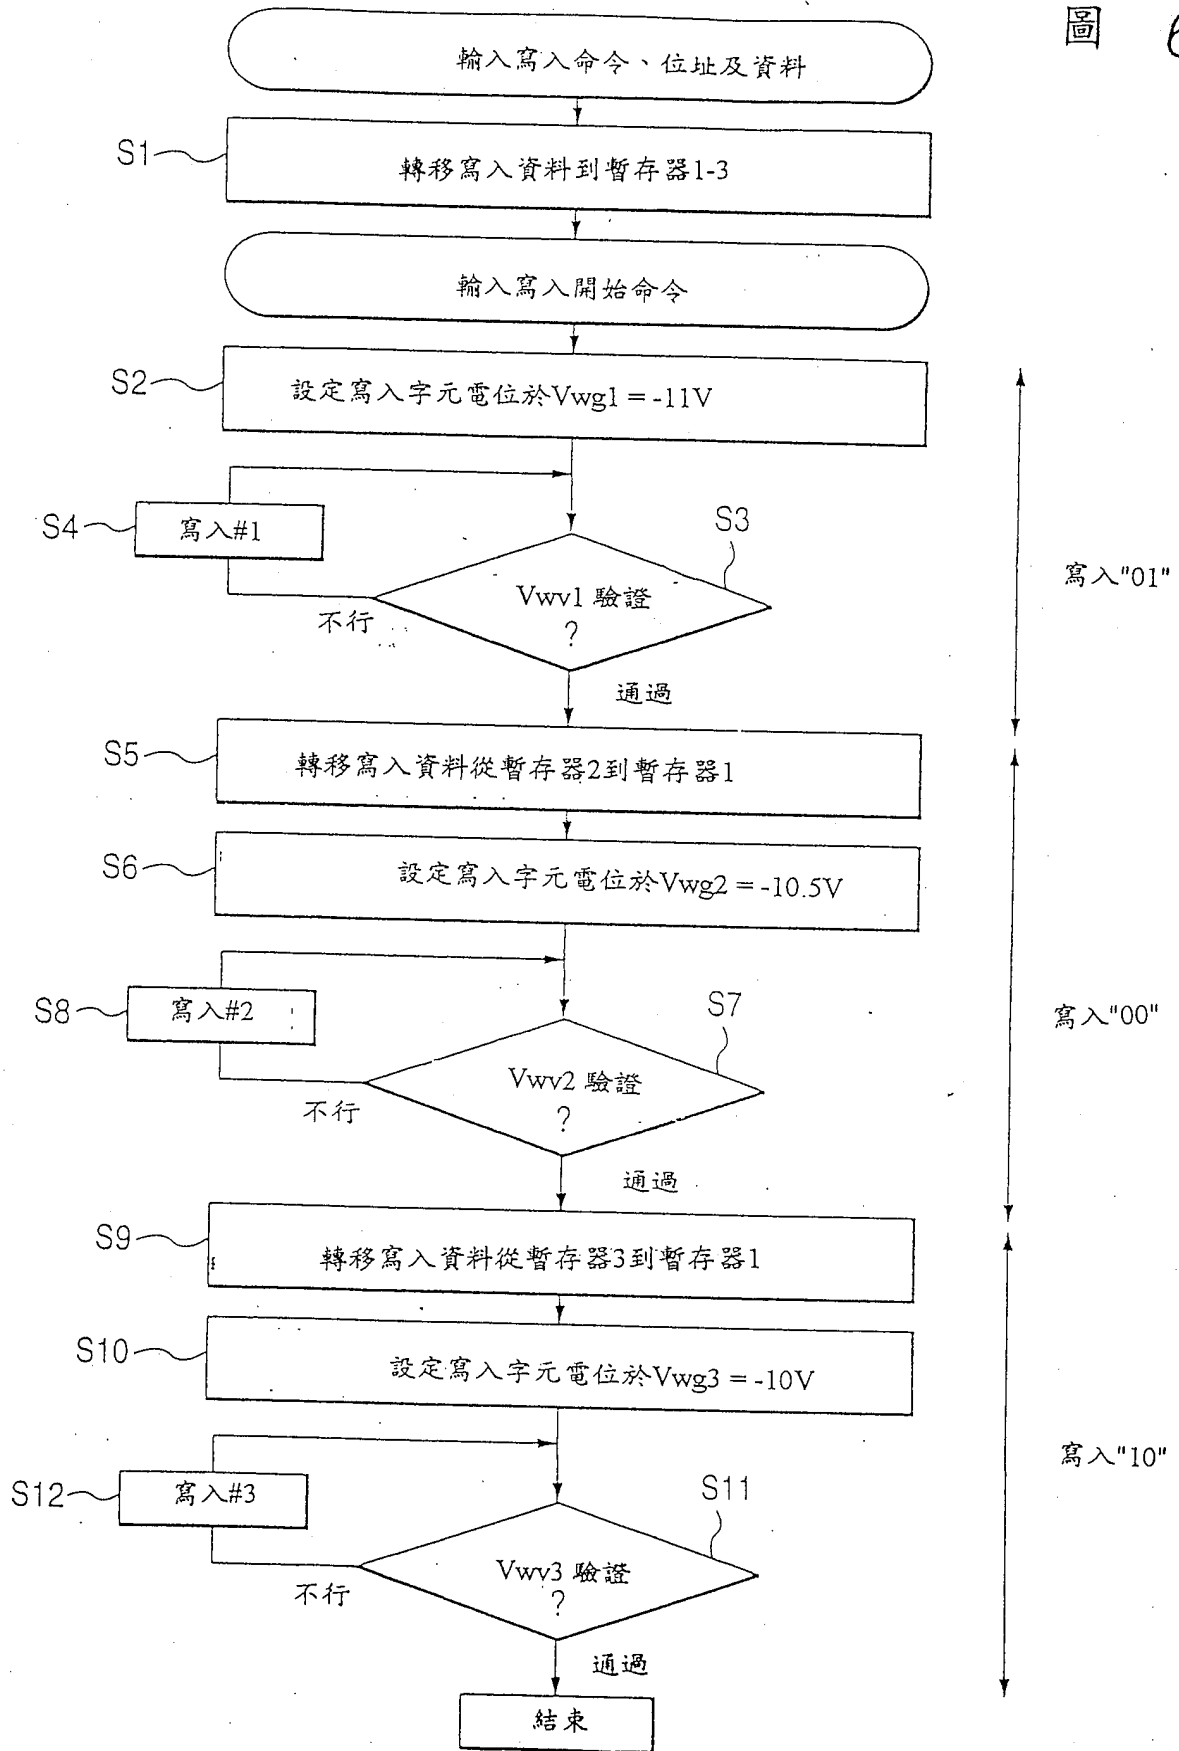 圖 6
輸入寫入命令、位址及資料
S1
轉移寫入資料到暫存器1-3
輸入寫入開始命令
S2
設定寫入字元電位於Vwg1 = -11V
S4
寫入#1
S3
Vwv1 驗證
?
不行
寫入"01"
通過
S5
轉移寫入資料從暫存器2到暫存器1
S6
設定寫入字元電位於Vwg2 = -10.5V
S8
寫入#2
S7
Vwv2 驗證
?
不行
寫入"00"
通過
S9
轉移寫入資料從暫存器3到暫存器1
S10
設定寫入字元電位於Vwg3 = -10V
S12
寫入#3
S11
Vwv3 驗證
?
不行
寫入"10"
通過
結束